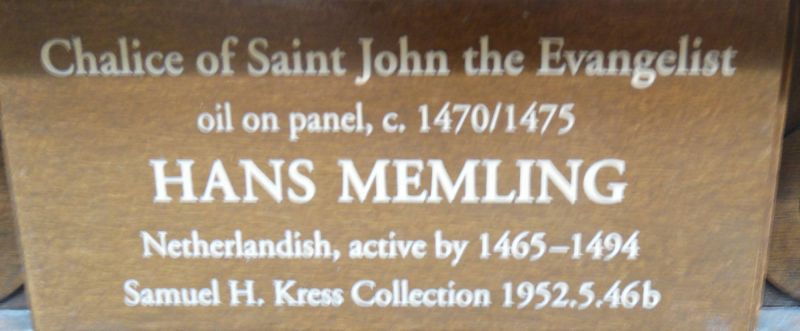 Chalice of Saint John the Evangelist
oil on panel, c. 1470/1475
HANS MEMLING
Netherlandish, active by 1465–1494
Samuel H. Kress Collection 1952.5.46b